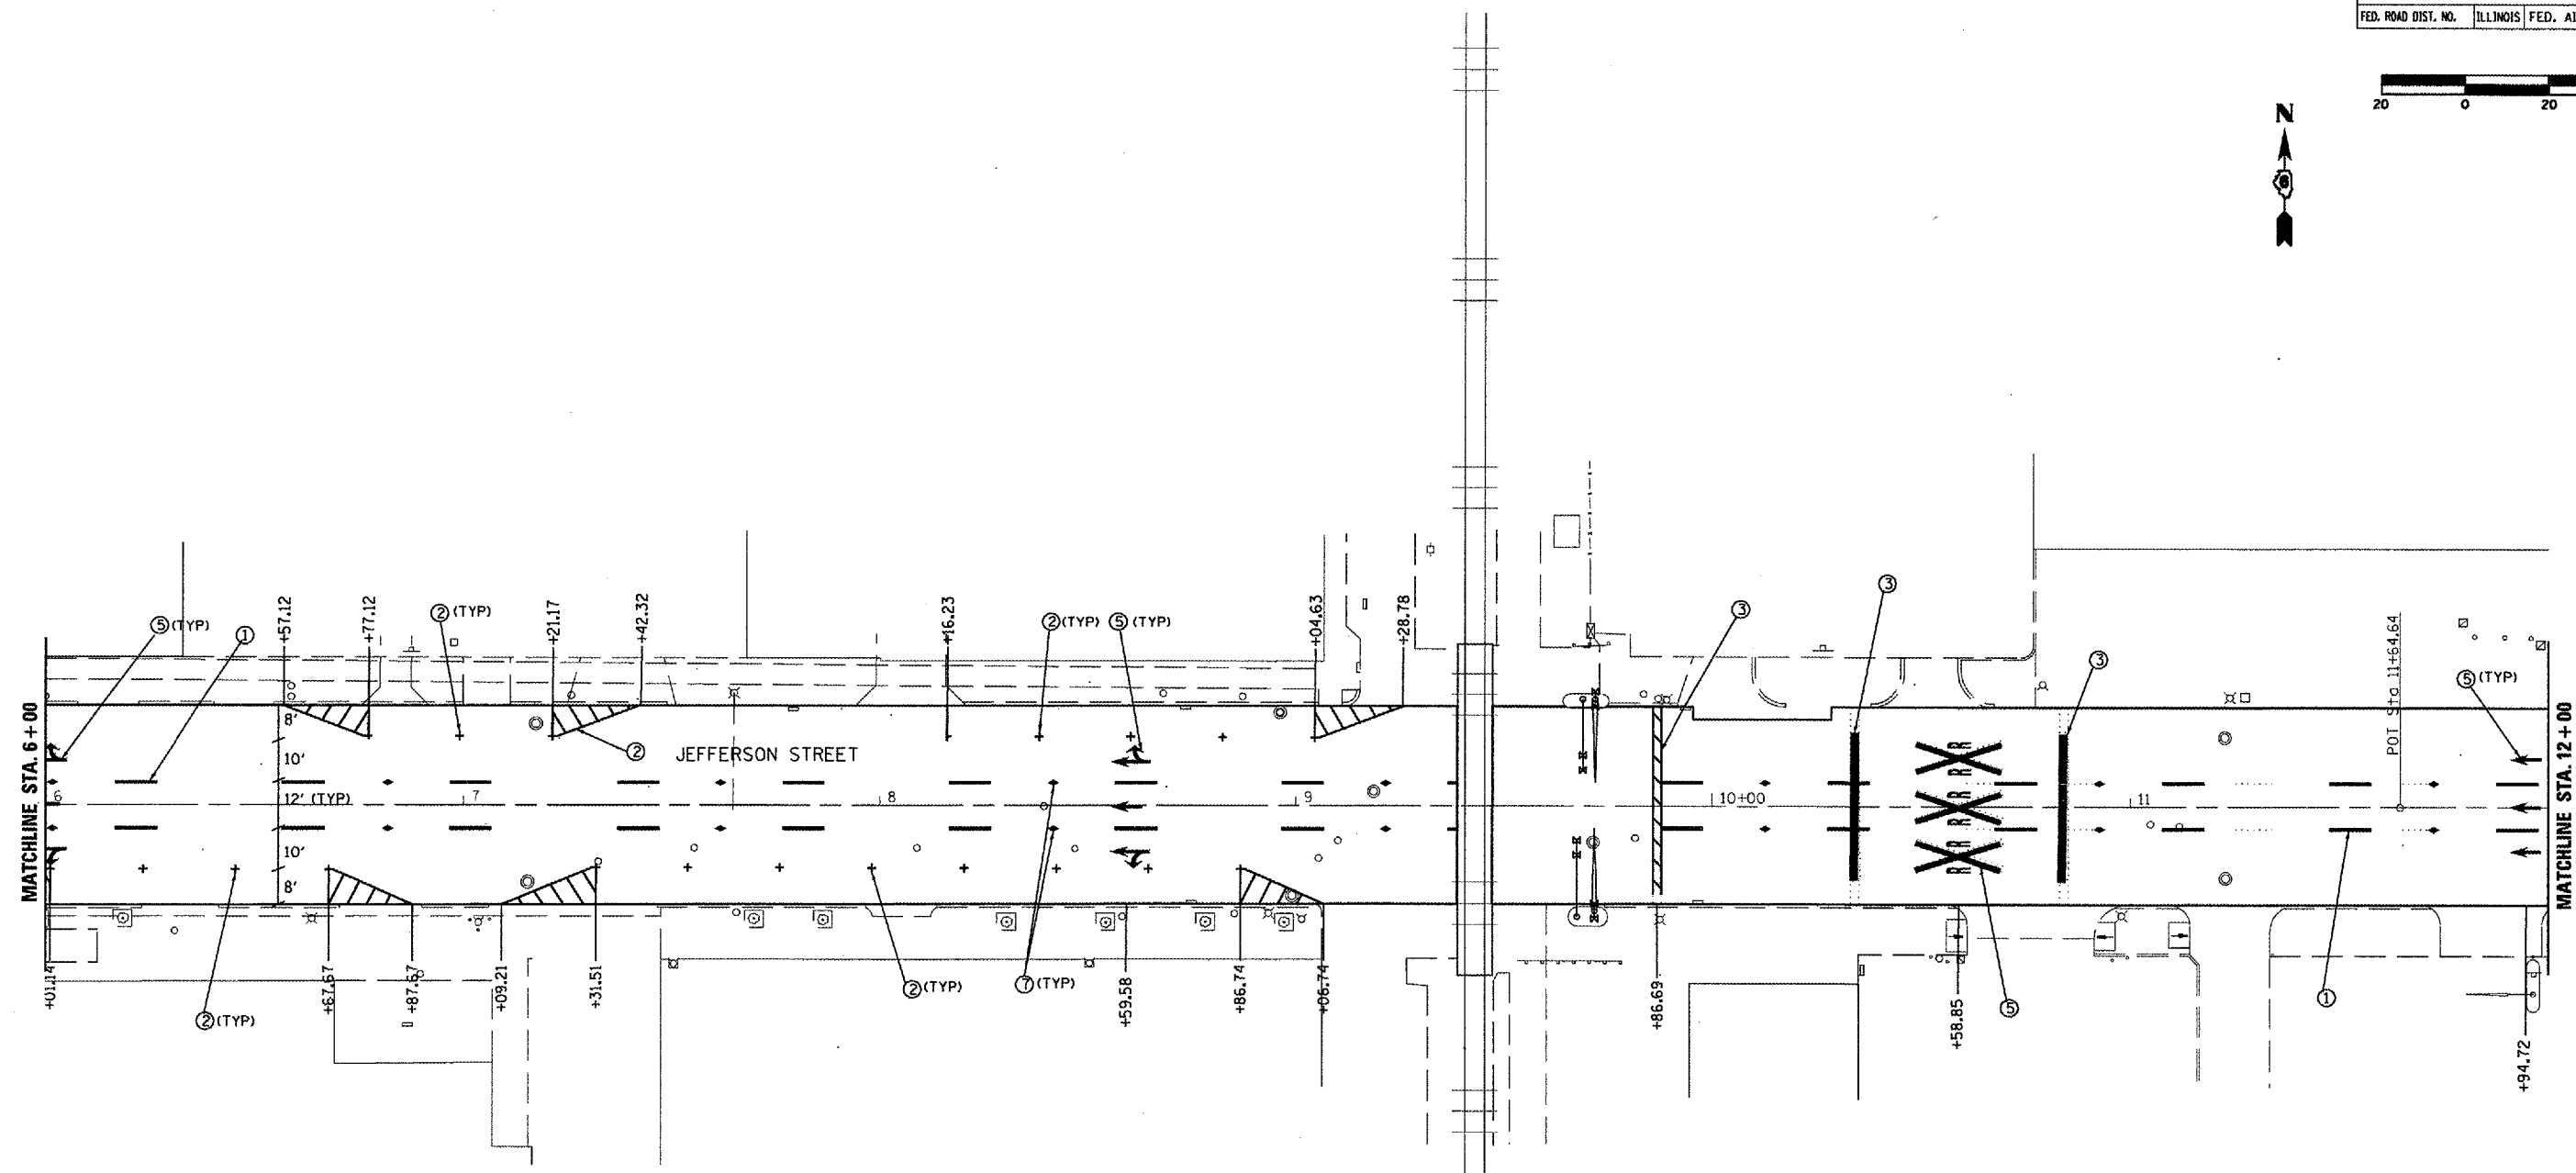 FED. ROAD DIST. NO. ILLINOIS FED. AI
20 0 20
N
6
MATCHLINE STA. 6+00
5 (TYP)
1
+57.12
+77.12
2 (TYP)
+21.17
+42.32
+16.23
2 (TYP)
5 (TYP)
+04.63
+28.78
3
3
3
POT Sta 11+64.64
5 (TYP)
MATCHLINE STA. 12+00
8'
2
JEFFERSON STREET
10'
6
12' (TYP)
7
8
9
10+00
11
10'
8'
R R
R R
R R
+01.14
2 (TYP)
+67.67
+87.67
+09.21
+31.51
2 (TYP)
7 (TYP)
+59.58
+86.74
+06.74
+86.69
+58.85
5
1
+94.72